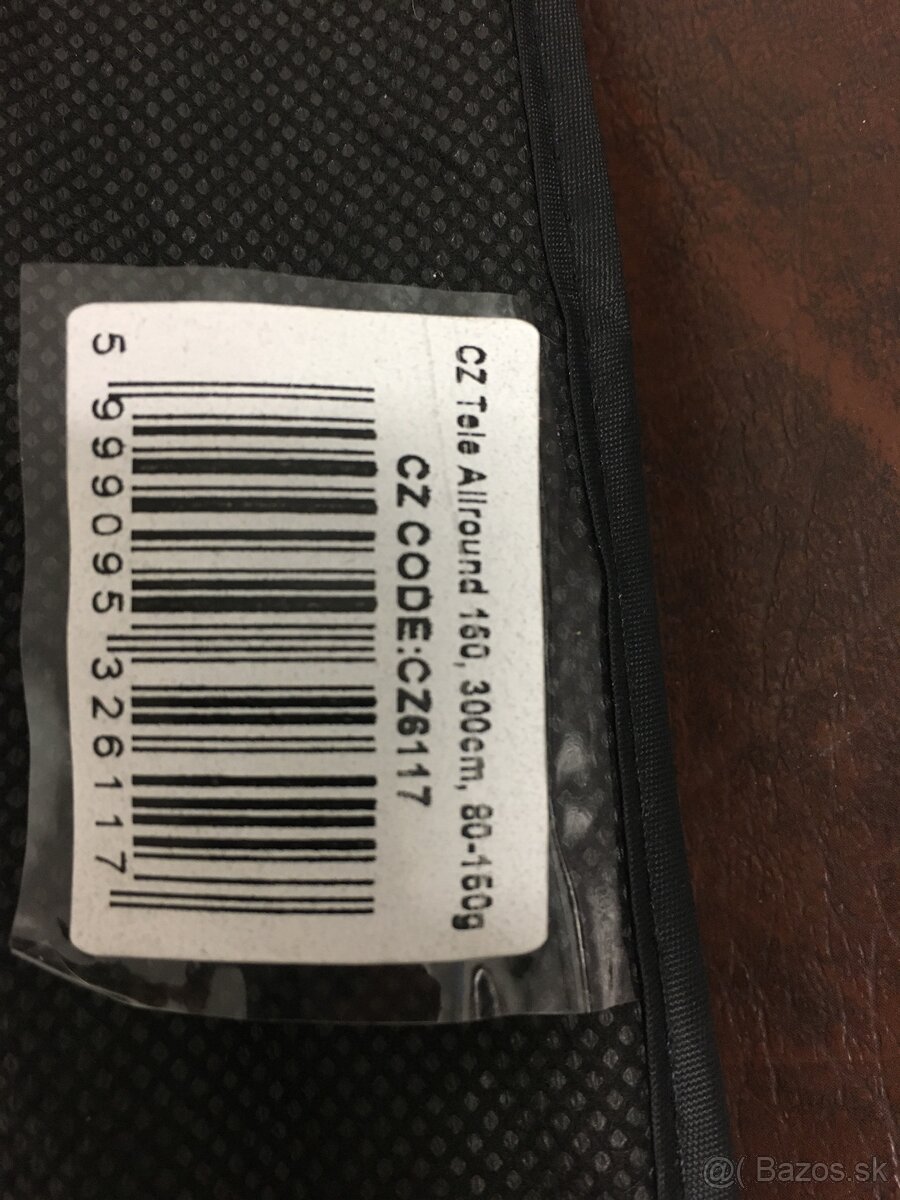 CZ Tele Allround 160, 300cm, 80-160g
CZ CODE:CZ6117
5 999095 326117
@( Bazos.sk